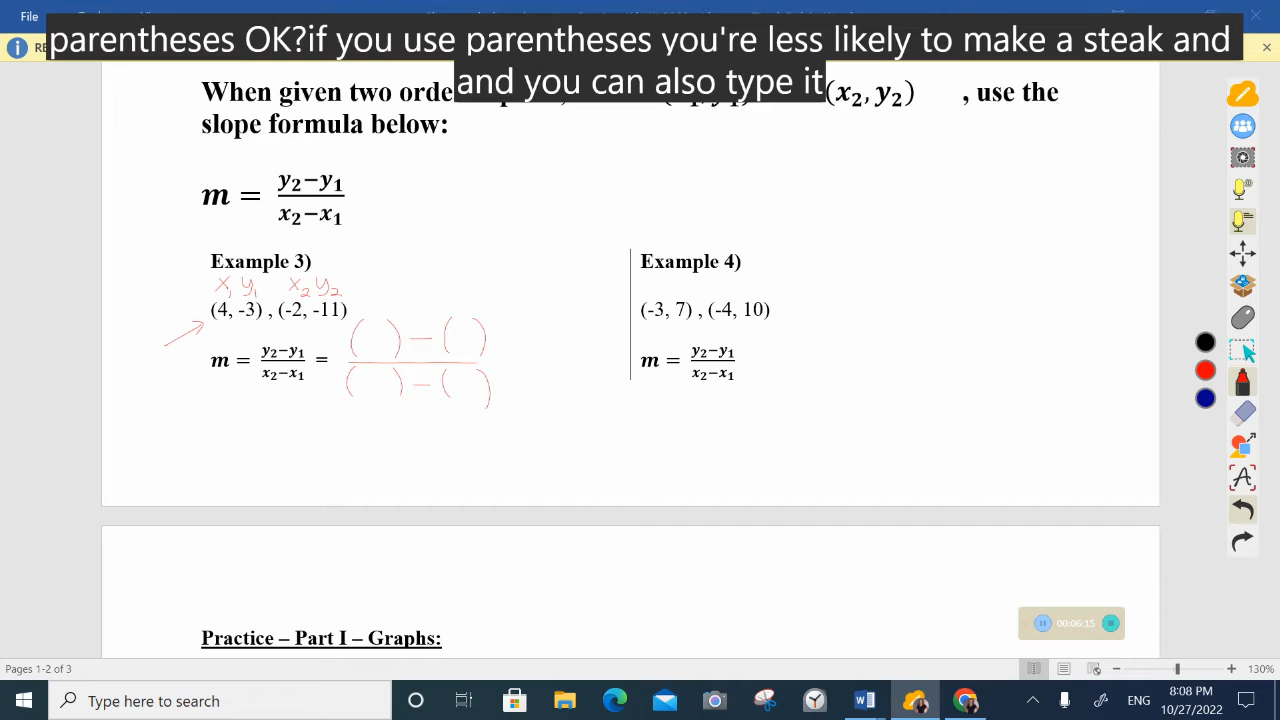 File
parentheses OK?if you use parentheses you're less likely to make a steak and
and you can also type it
When given two orde (x₂, y₂) , use the
slope formula below:
m = y₂−y₁ / x₂−x₁
Example 3)
x₁ y₁ x₂ y₂
(4, -3) , (-2, -11)
m = y₂−y₁ / x₂−x₁ = ( ) − ( ) / ( ) − ( )
Example 4)
(-3, 7) , (-4, 10)
m = y₂−y₁ / x₂−x₁
Practice – Part I – Graphs:
00:06:15
Pages 1-2 of 3
130%
Type here to search
ENG
8:08 PM
10/27/2022